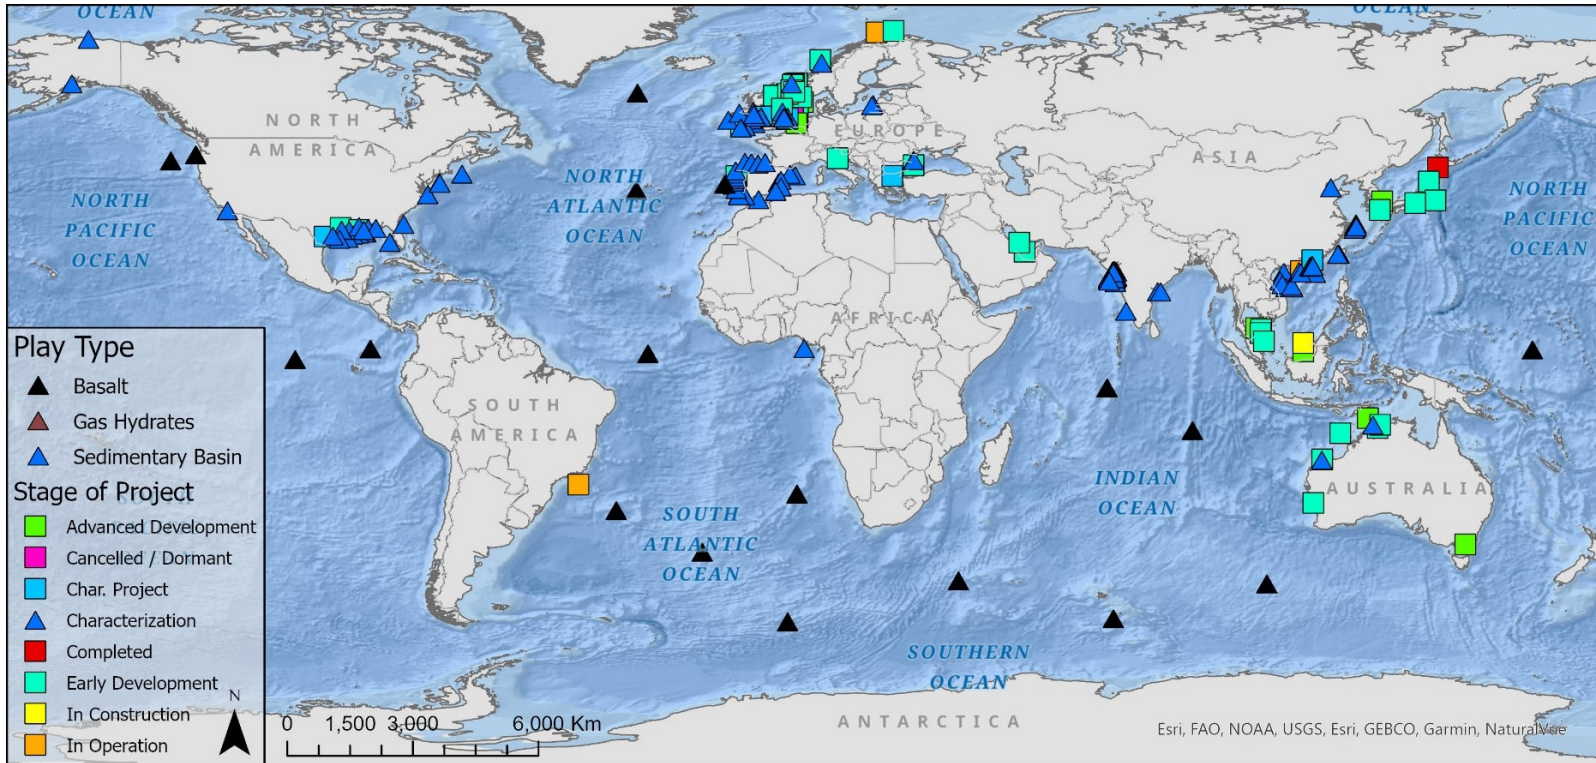 OCEAN
OCEAN
NORTH
AMERICA
EUROPE
ASIA
NORTH
PACIFIC
OCEAN
NORTH
ATLANTIC
OCEAN
NORTH
PACIFIC
OCEAN
AFRICA
SOUTH
AMERICA
INDIAN
OCEAN
AUSTRALIA
SOUTH
ATLANTIC
OCEAN
SOUTHERN
OCEAN
ANTARCTICA
Play Type
Basalt
Gas Hydrates
Sedimentary Basin
Stage of Project
Advanced Development
Cancelled / Dormant
Char. Project
Characterization
Completed
Early Development
In Construction
In Operation
N
0 1,500 3,000 6,000 Km
Esri, FAO, NOAA, USGS, Esri, GEBCO, Garmin, NaturalVue